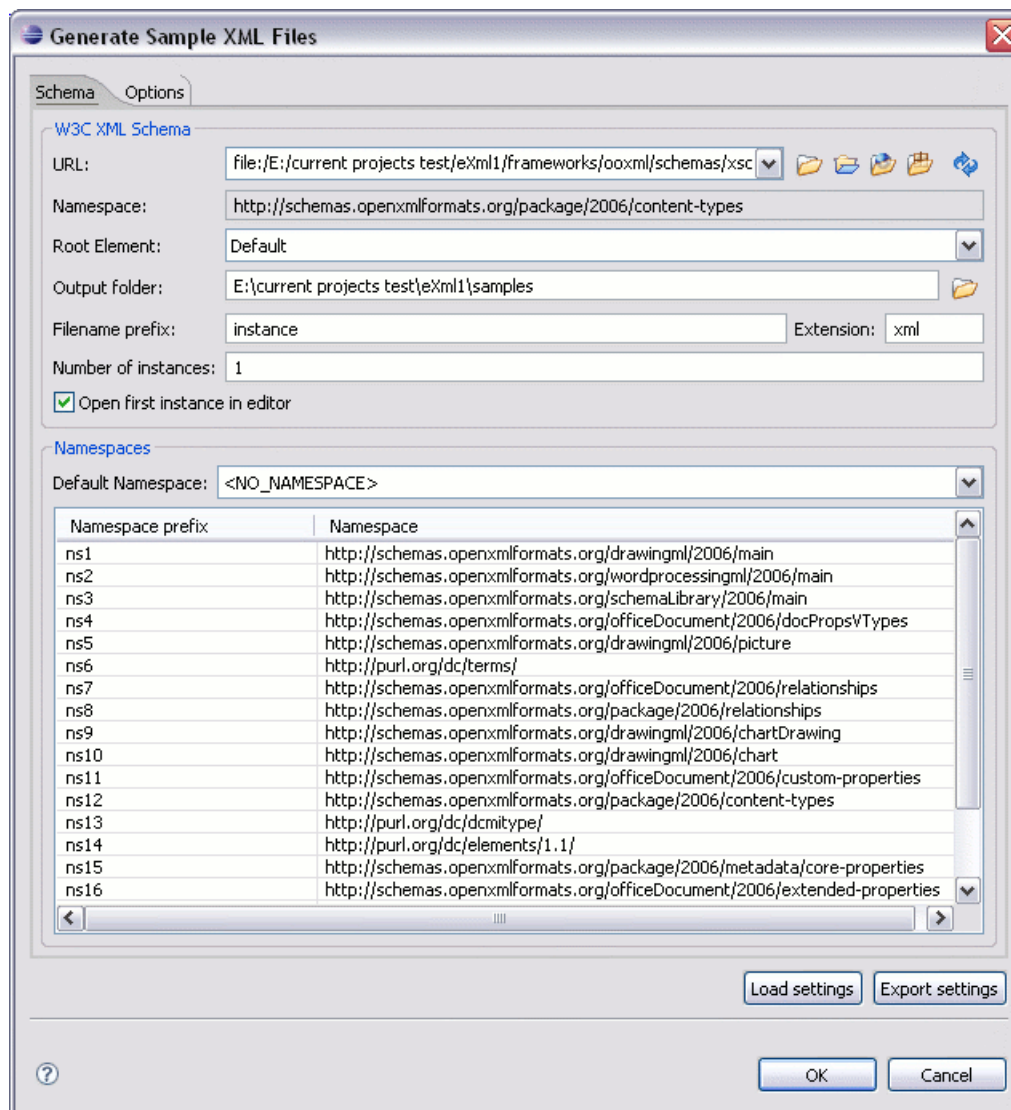 Generate Sample XML Files
Schema Options
W3C XML Schema
URL: file:/E:/current projects test/eXml1/frameworks/ooxml/schemas/xsc
Namespace: http://schemas.openxmlformats.org/package/2006/content-types
Root Element: Default
Output folder: E:\current projects test\eXml1\samples
Filename prefix: instance Extension: xml
Number of instances: 1
Open first instance in editor
Namespaces
Default Namespace: <NO_NAMESPACE>
Namespace prefix Namespace
ns1 http://schemas.openxmlformats.org/drawingml/2006/main
ns2 http://schemas.openxmlformats.org/wordprocessingml/2006/main
ns3 http://schemas.openxmlformats.org/schemaLibrary/2006/main
ns4 http://schemas.openxmlformats.org/officeDocument/2006/docPropsVTypes
ns5 http://schemas.openxmlformats.org/drawingml/2006/picture
ns6 http://purl.org/dc/terms/
ns7 http://schemas.openxmlformats.org/officeDocument/2006/relationships
ns8 http://schemas.openxmlformats.org/package/2006/relationships
ns9 http://schemas.openxmlformats.org/drawingml/2006/chartDrawing
ns10 http://schemas.openxmlformats.org/drawingml/2006/chart
ns11 http://schemas.openxmlformats.org/officeDocument/2006/custom-properties
ns12 http://schemas.openxmlformats.org/package/2006/content-types
ns13 http://purl.org/dc/dcmitype/
ns14 http://purl.org/dc/elements/1.1/
ns15 http://schemas.openxmlformats.org/package/2006/metadata/core-properties
ns16 http://schemas.openxmlformats.org/officeDocument/2006/extended-properties
Load settings Export settings
OK Cancel